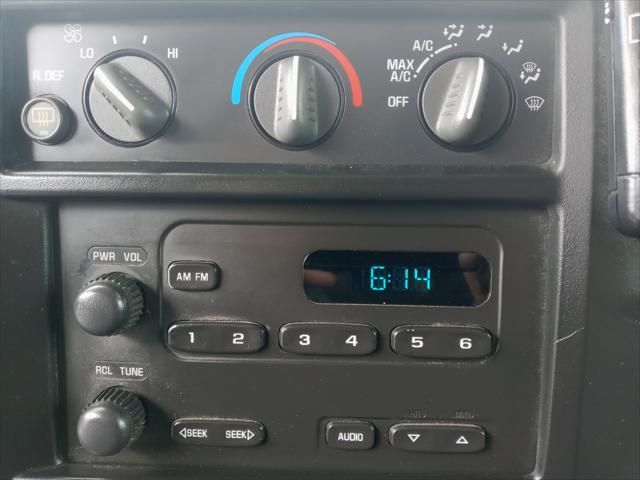 LO HI
A/C
R. DEF
MAX
A/C
OFF
PWR VOL
AM FM
6:14
1 2 3 4 5 6
RCL TUNE
SEEK SEEK
AUDIO